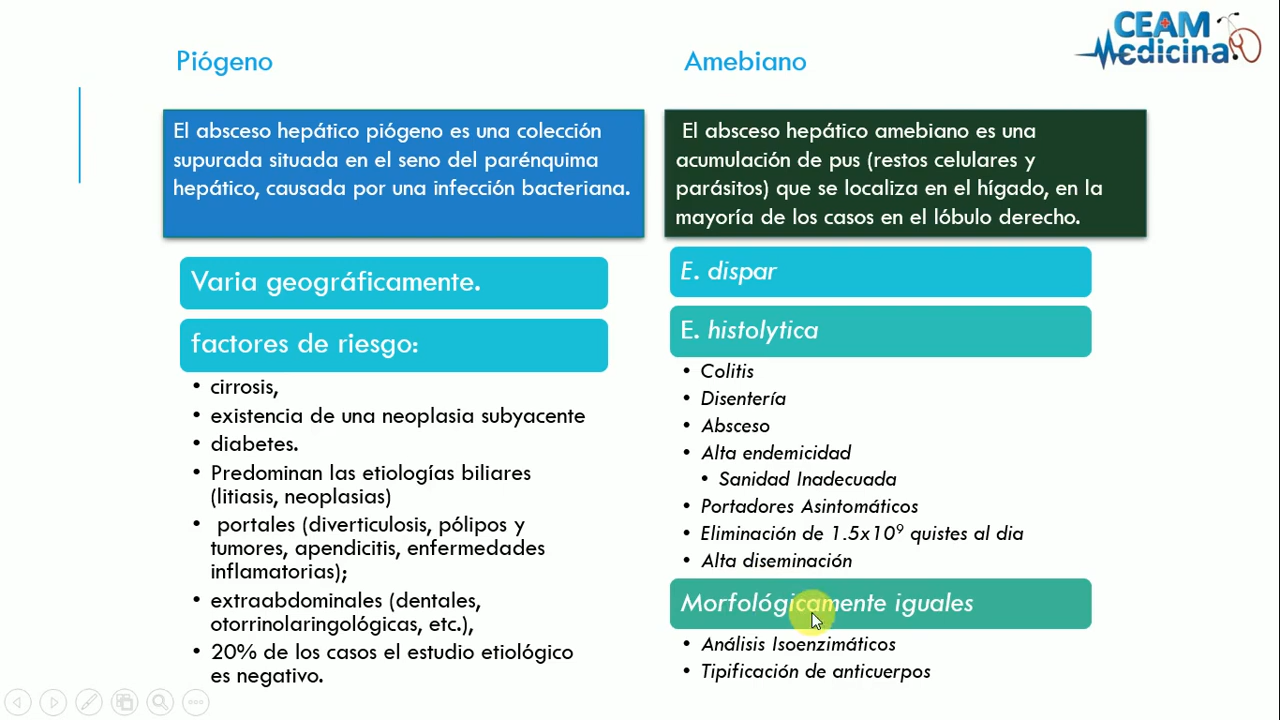 CEAM
Medicina
Piógeno
El absceso hepático piógeno es una colección
supurada situada en el seno del parénquima
hepático, causada por una infección bacteriana.
Varia geográficamente.
factores de riesgo:
• cirrosis,
• existencia de una neoplasia subyacente
• diabetes.
• Predominan las etiologías biliares
(litiasis, neoplasias)
• portales (diverticulosis, pólipos y
tumores, apendicitis, enfermedades
inflamatorias);
• extraabdominales (dentales,
otorrinolaringológicas, etc.),
• 20% de los casos el estudio etiológico
es negativo.
Amebiano
El absceso hepático amebiano es una
acumulación de pus (restos celulares y
parásitos) que se localiza en el hígado, en la
mayoría de los casos en el lóbulo derecho.
E. dispar
E. histolytica
• Colitis
• Disentería
• Absceso
• Alta endemicidad
• Sanidad Inadecuada
• Portadores Asintomáticos
• Eliminación de 1.5x10⁹ quistes al dia
• Alta diseminación
Morfológicamente iguales
• Análisis Isoenzimáticos
• Tipificación de anticuerpos